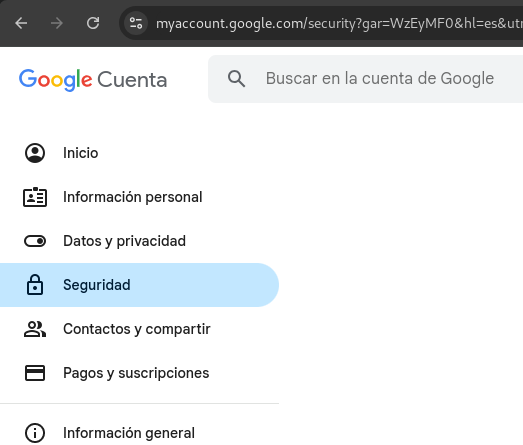 myaccount.google.com/security?gar=WzEyMF0&hl=es&utm
Google Cuenta
Buscar en la cuenta de Google
Inicio
Información personal
Datos y privacidad
Seguridad
Contactos y compartir
Pagos y suscripciones
Información general